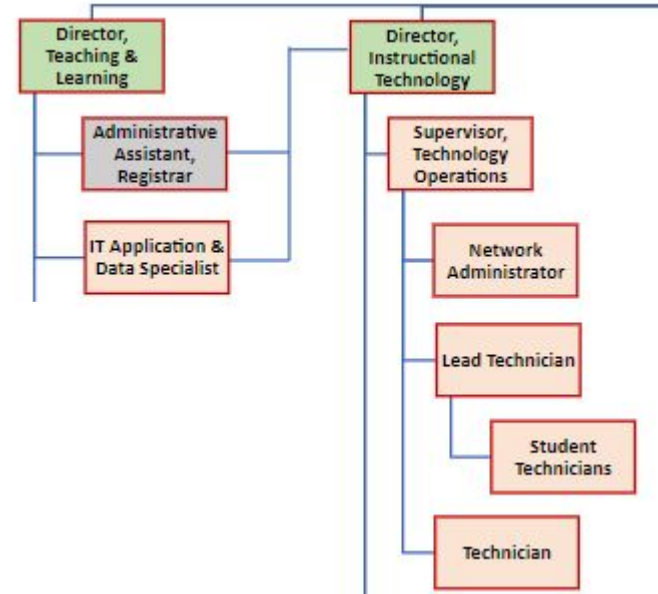 Director,
Teaching &
Learning
Administrative
Assistant,
Registrar
IT Application &
Data Specialist
Director,
Instructional
Technology
Supervisor,
Technology
Operations
Network
Administrator
Lead Technician
Student
Technicians
Technician